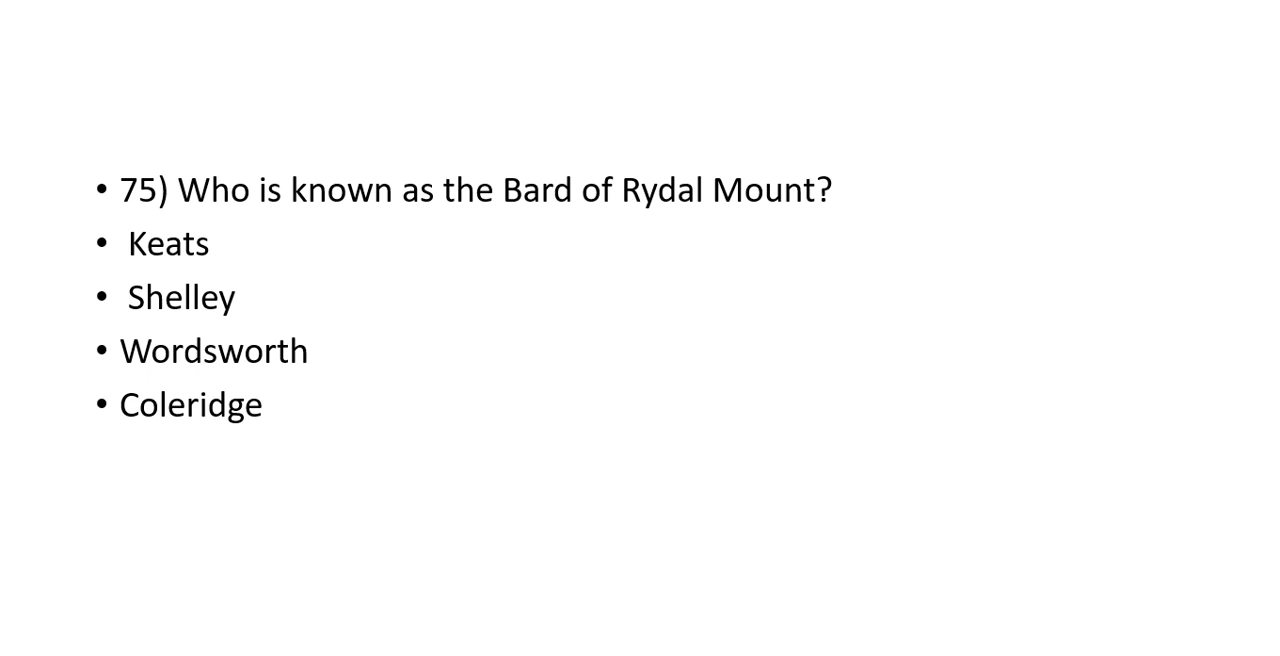 • 75) Who is known as the Bard of Rydal Mount?
• Keats
• Shelley
• Wordsworth
• Coleridge